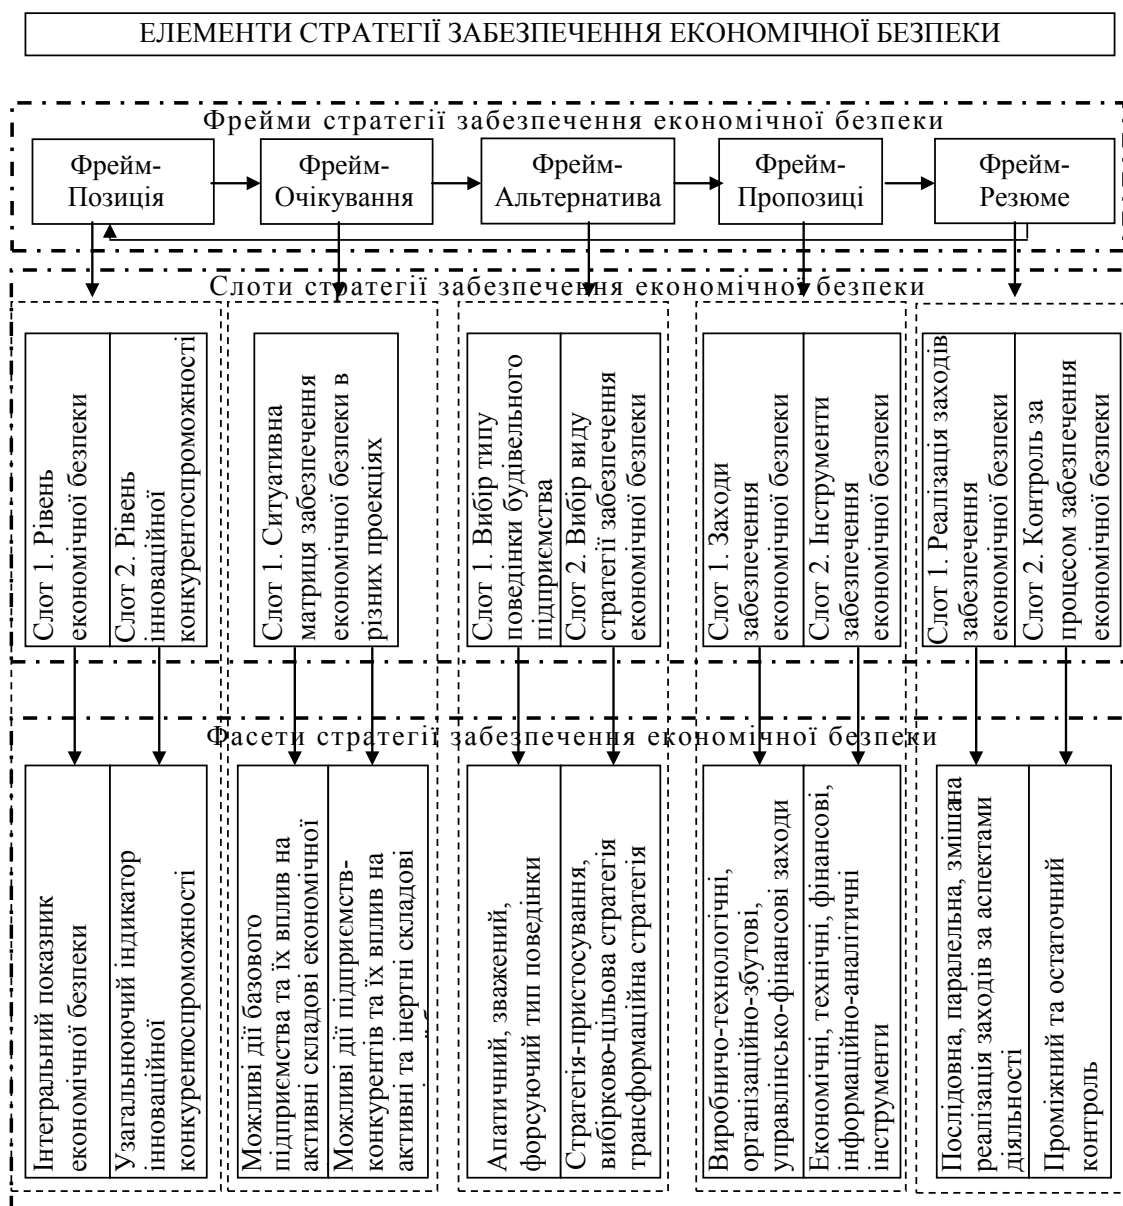 ЕЛЕМЕНТИ СТРАТЕГІЇ ЗАБЕЗПЕЧЕННЯ ЕКОНОМІЧНОЇ БЕЗПЕКИ
Фрейми стратегії забезпечення економічної безпеки
Фрейм-
Позиція
Фрейм-
Очікування
Фрейм-
Альтернатива
Фрейм-
Пропозиці
Фрейм-
Резюме
Слоти стратегії забезпечення економічної безпеки
Слот 1. Рівень
економічної безпеки
Слот 2. Рівень
інноваційної
конкурентоспроможності
Слот 1. Ситуативна
матриця забезпечення
економічної безпеки в
різних проекціях
Слот 1. Вибір типу
поведінки будівельного
підприємства
Слот 2. Вибір виду
стратегії забезпечення
економічної безпеки
Слот 1. Заходи
забезпечення
економічної безпеки
Слот 2. Інструменти
забезпечення
економічної безпеки
Слот 1. Реалізація заходів
забезпечення
економічної безпеки
Слот 2. Контроль за
процесом забезпечення
економічної безпеки
Фасети стратегії забезпечення економічної безпеки
Інтегральний показник
економічної безпеки
Узагальнюючий індикатор
інноваційної
конкурентоспроможності
Можливі дії базового
підприємства та їх вплив на
активні складові економічної
Можливі дії підприємств-
конкурентів та їх вплив на
активні та інертні складові
Апатичний, зважений,
форсуючий тип поведінки
Стратегія-пристосування,
вибірково-цільова стратегія
трансформаційна стратегія
Виробничо-технологічні,
організаційно-збутові,
управлінсько-фінансові заходи
Економічні, технічні, фінансові,
інформаційно-аналітичні
інструменти
Послідовна, паралельна, змішана
реалізація заходів за аспектами
діяльності
Проміжний та остаточний
контроль